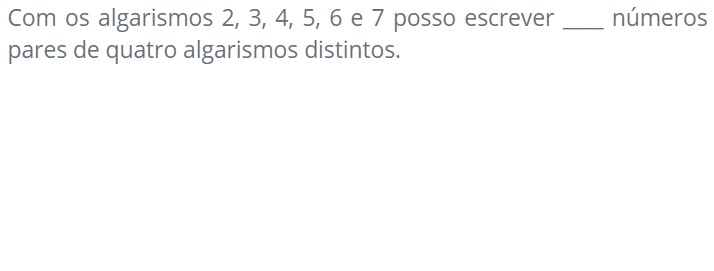 Com os algarismos 2, 3, 4, 5, 6 e 7 posso escrever ____ números
pares de quatro algarismos distintos.